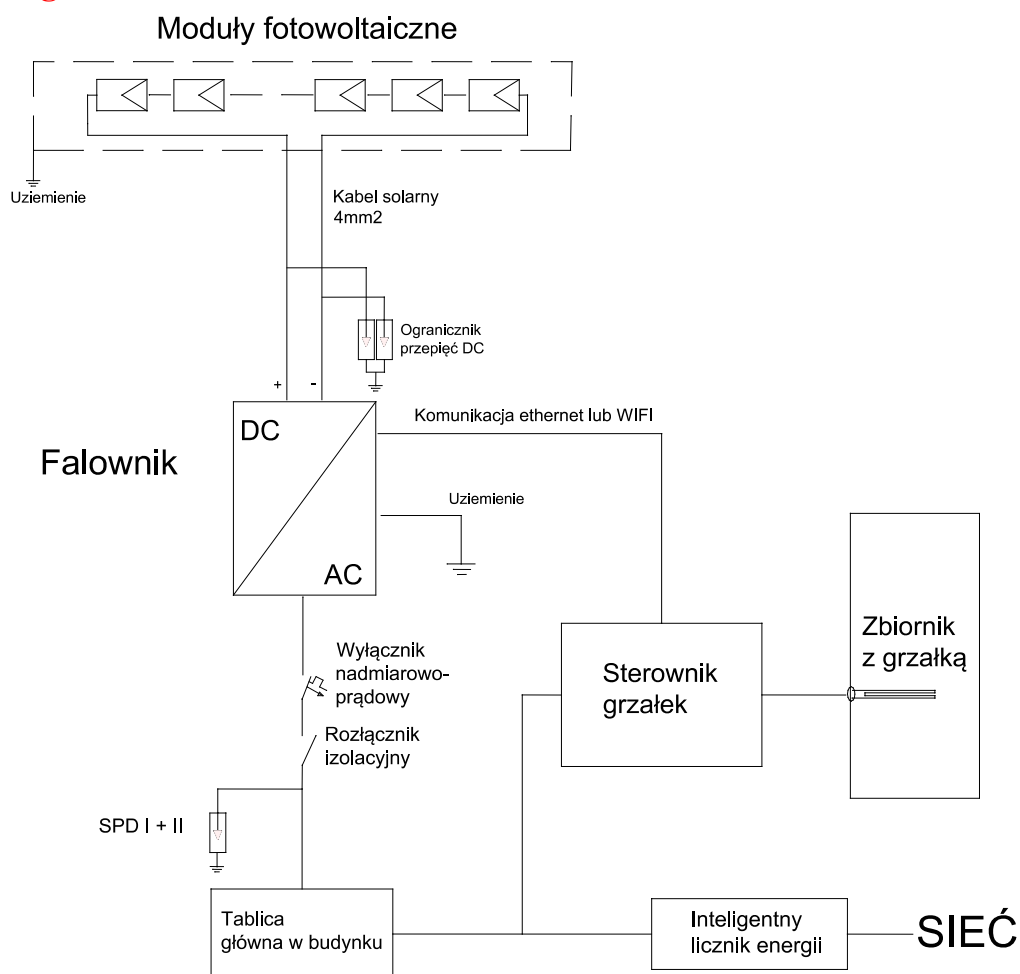 Moduły fotowoltaiczne
Uziemienie
Kabel solarny
4mm2
Ogranicznik
przepięć DC
+ -
DC
Komunikacja ethernet lub WIFI
Falownik
Uziemienie
AC
Zbiornik
z grzałką
Wyłącznik
nadmiarowo-
prądowy
Sterownik
grzałek
Rozłącznik
izolacyjny
SPD I + II
Tablica
główna w budynku
Inteligentny
licznik energii
SIEĆ